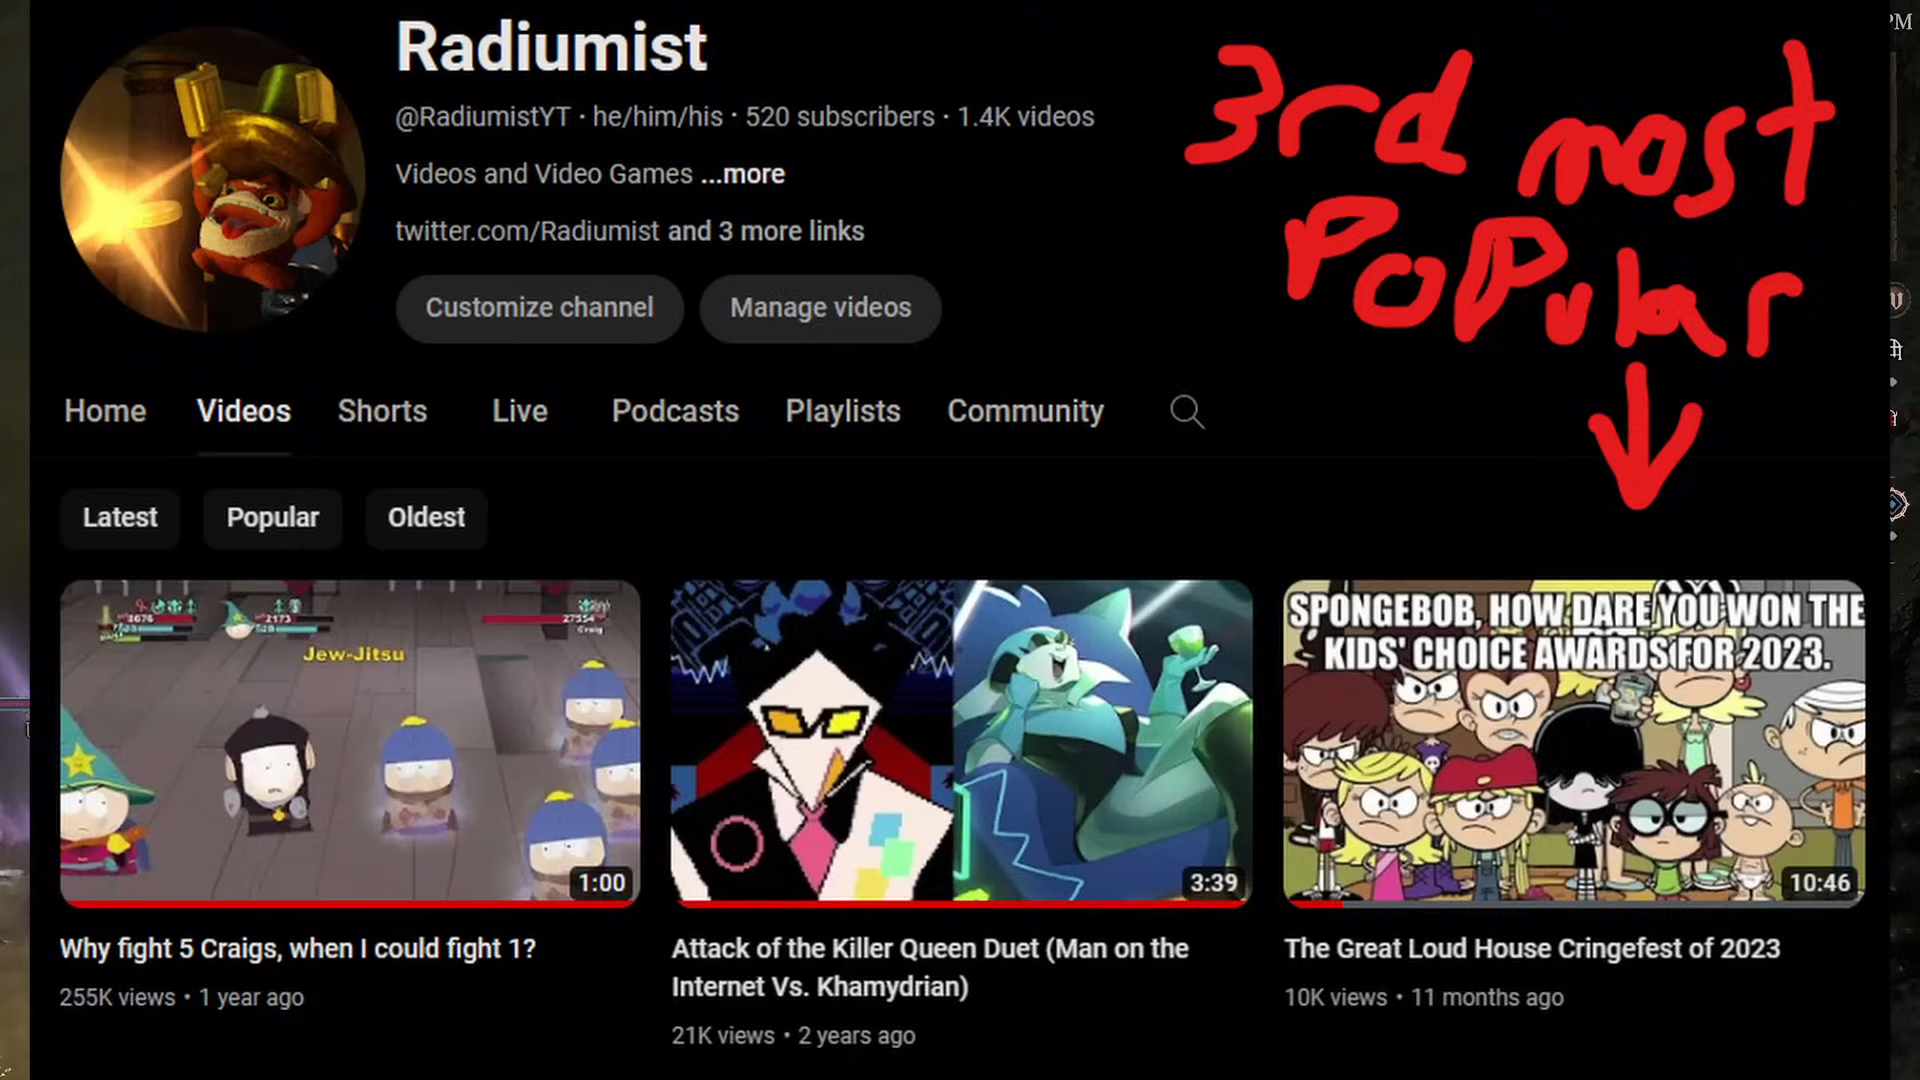 Radiumist
@RadiumistYT · he/him/his · 520 subscribers · 1.4K videos
Videos and Video Games ...more
twitter.com/Radiumist and 3 more links
Customize channel
Manage videos
3rd most
PoPular
PM
Home Videos Shorts Live Podcasts Playlists Community
Latest Popular Oldest
2173
27554
Craig
Jew-Jitsu
1:00
3:39
SPONGEBOB, HOW DARE YOU WON THE
KIDS' CHOICE AWARDS FOR 2023.
10:46
Why fight 5 Craigs, when I could fight 1?
255K views • 1 year ago
Attack of the Killer Queen Duet (Man on the
Internet Vs. Khamydrian)
21K views • 2 years ago
The Great Loud House Cringefest of 2023
10K views • 11 months ago